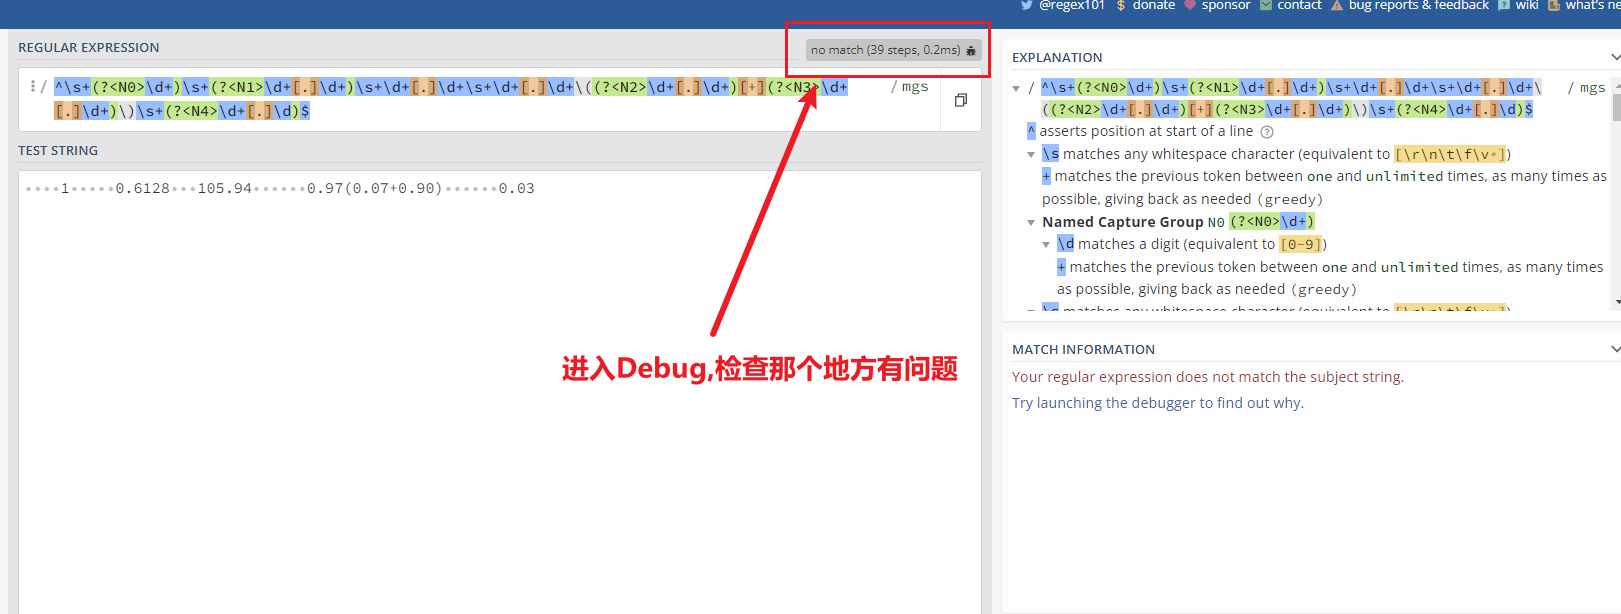 @regex101 $ donate sponsor contact bug reports & feedback wiki what's ne
REGULAR EXPRESSION
no match (39 steps, 0.2ms)
/ ^\s+(?<N0>\d+)\s+(?<N1>\d+[.]\d+)\s+\d+[.]\d+\s+\d+[.]\d+\((?<N2>\d+[.]\d+)[+](?<N3>\d+
[.]\d+)\)\s+(?<N4>\d+[.]\d)$
/ mgs
TEST STRING
····1·····0.6128···105.94······0.97(0.07+0.90)······0.03
进入Debug,检查那个地方有问题
EXPLANATION
/ ^\s+(?<N0>\d+)\s+(?<N1>\d+[.]\d+)\s+\d+[.]\d+\s+\d+[.]\d+\ / mgs
((?<N2>\d+[.]\d+)[+](?<N3>\d+[.]\d+)\)\s+(?<N4>\d+[.]\d)$
^ asserts position at start of a line
\s matches any whitespace character (equivalent to [\r\n\t\f\v ])
+ matches the previous token between one and unlimited times, as many times as
possible, giving back as needed (greedy)
Named Capture Group N0 (?<N0>\d+)
\d matches a digit (equivalent to [0-9])
+ matches the previous token between one and unlimited times, as many times
as possible, giving back as needed (greedy)
\s matches any whitespace character (equivalent to [\r\n\t\f\v ])
MATCH INFORMATION
Your regular expression does not match the subject string.
Try launching the debugger to find out why.